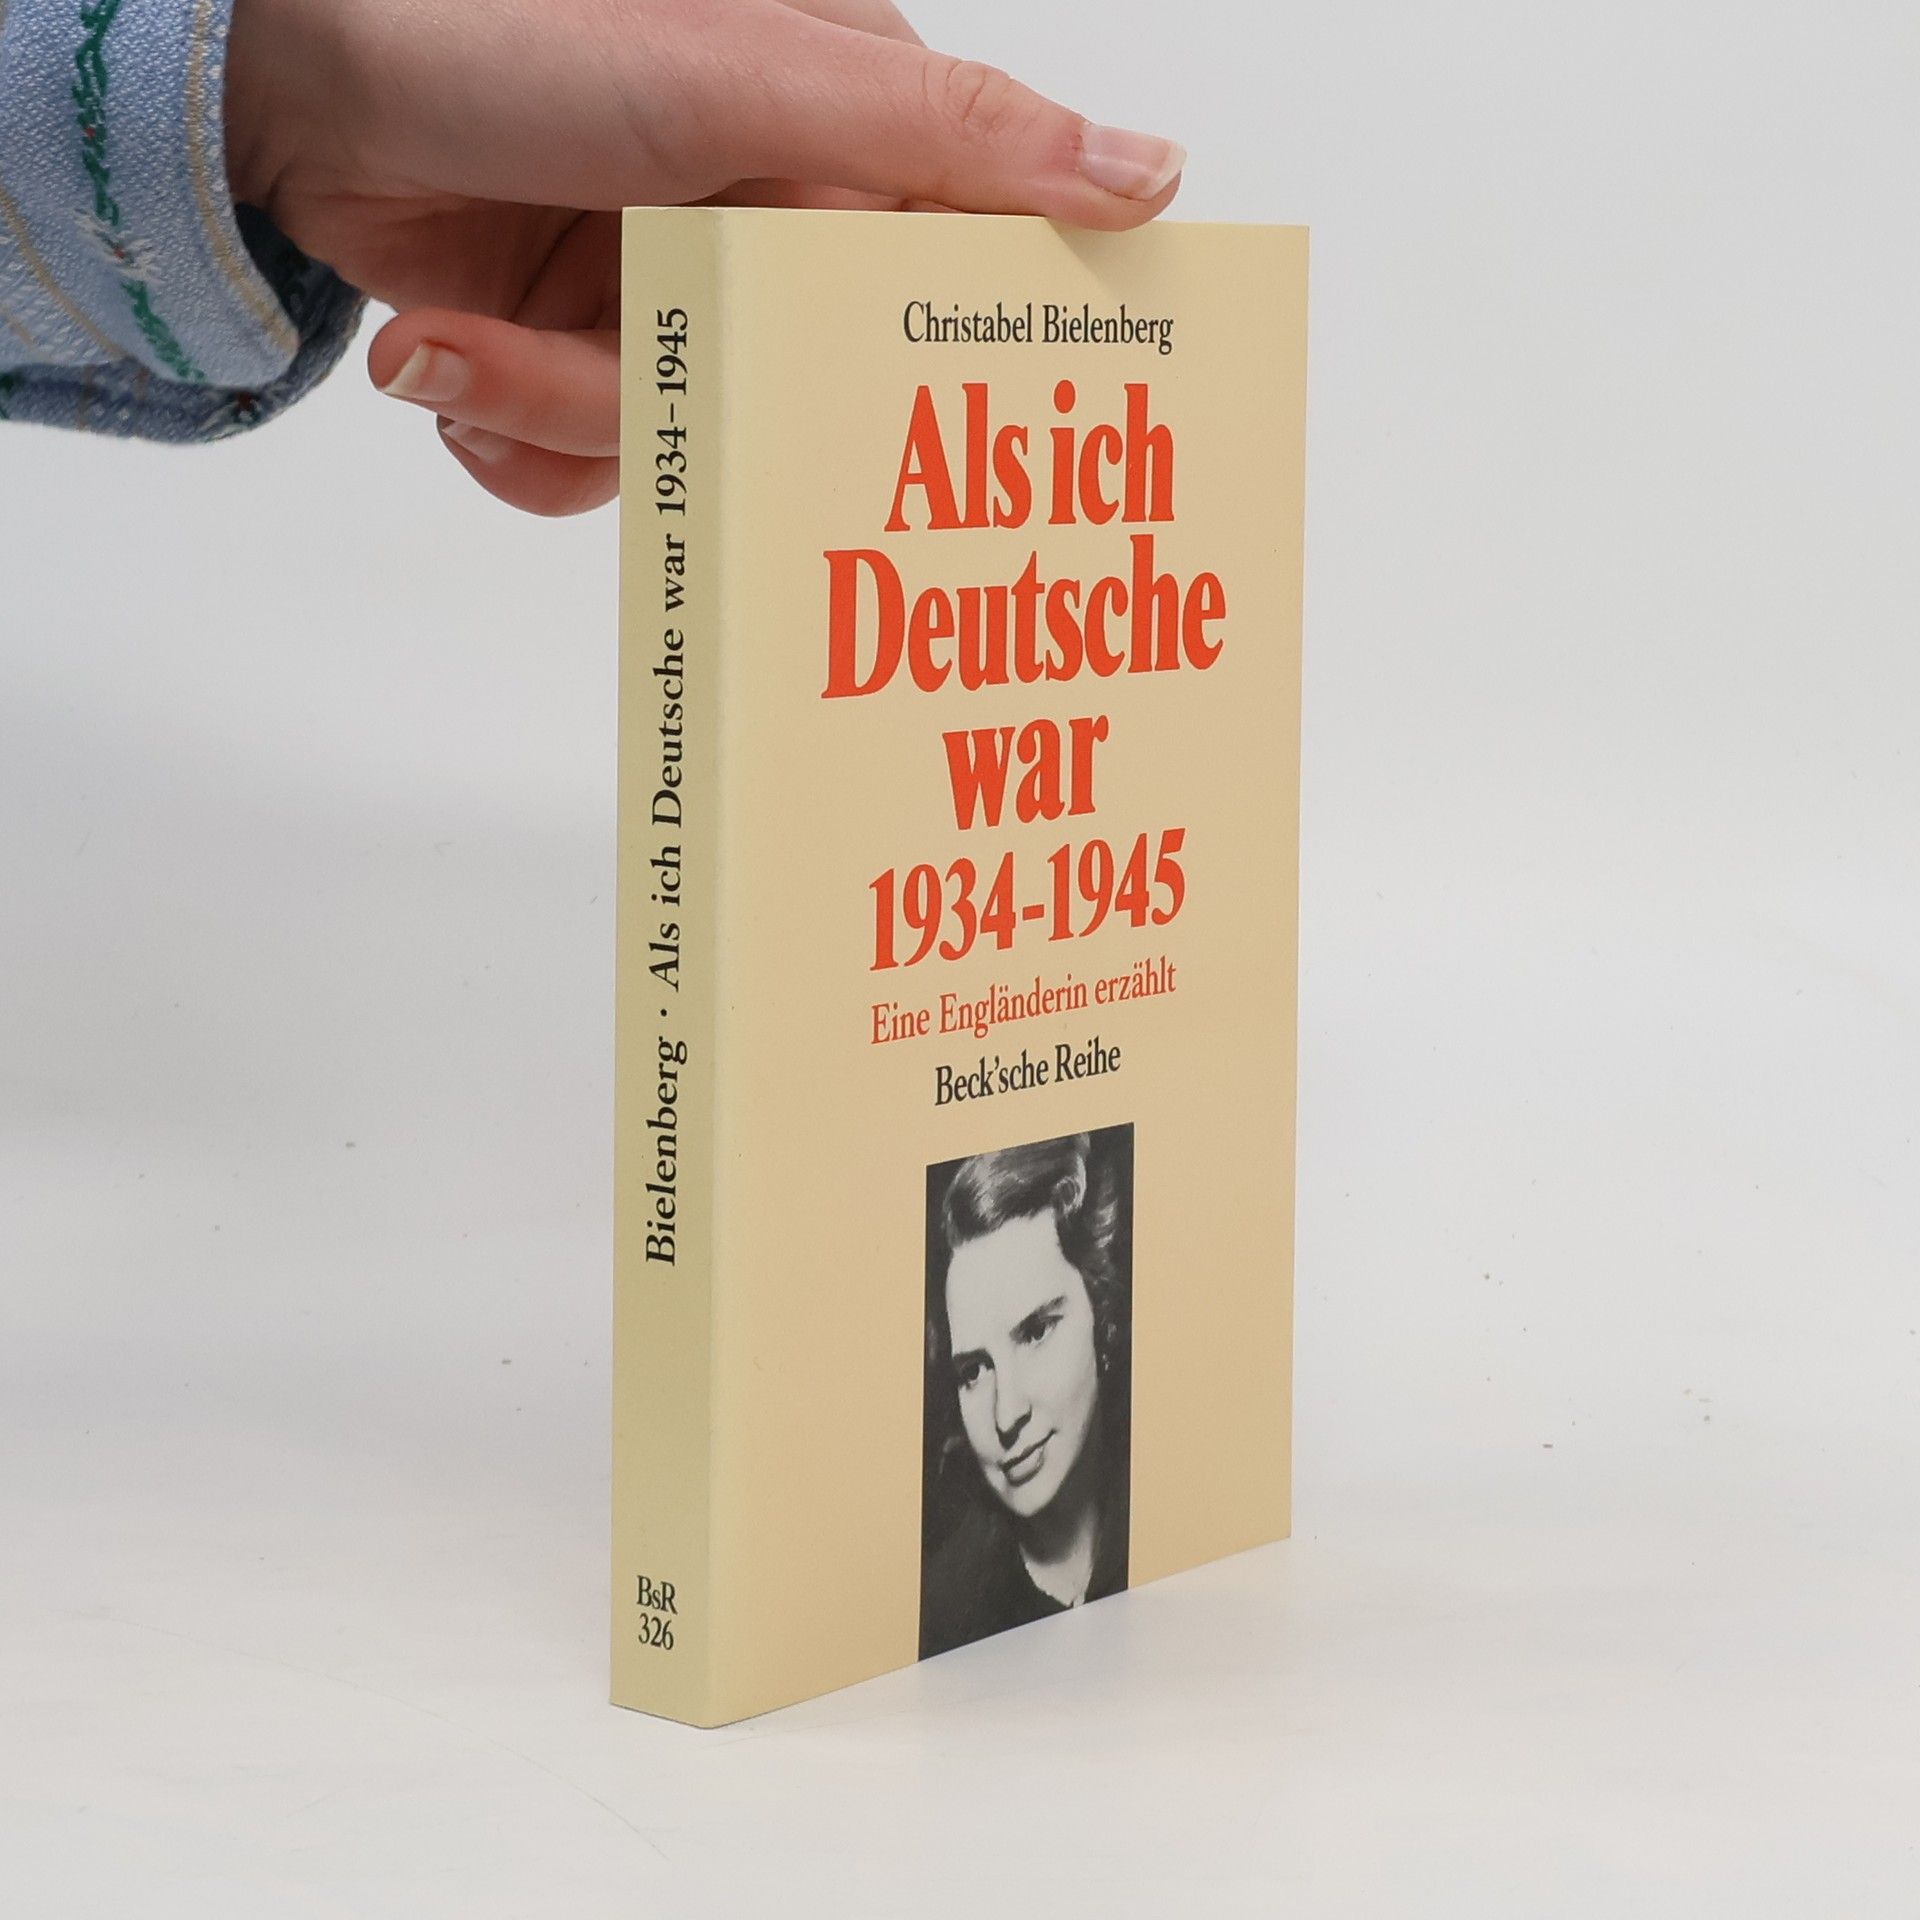 Bielenberg · Als ich Deutsche war 1934–1945
BsR
326
Christabel Bielenberg
Als ich
Deutsche
war
1934-1945
Eine Engländerin erzählt
Beck'sche Reihe